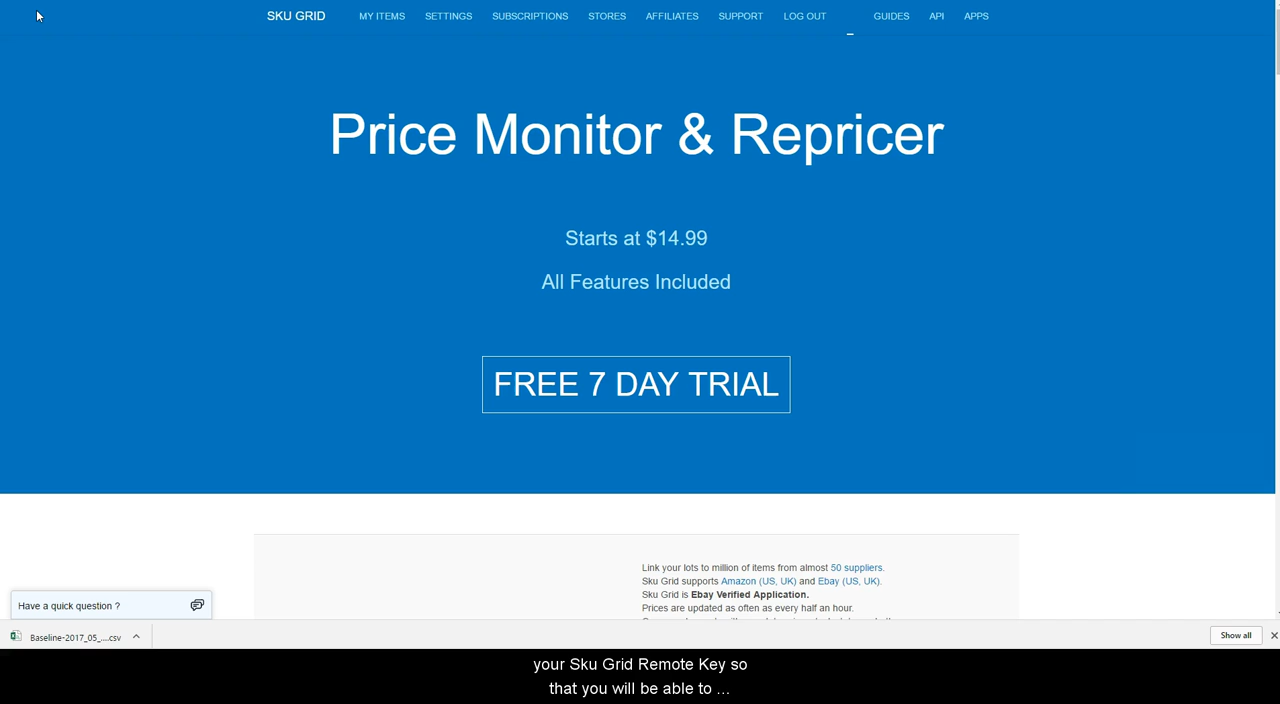 SKU GRID MY ITEMS SETTINGS SUBSCRIPTIONS STORES AFFILIATES SUPPORT LOG OUT GUIDES API APPS
Price Monitor & Repricer
Starts at $14.99
All Features Included
FREE 7 DAY TRIAL
Link your lots to million of items from almost 50 suppliers.
Sku Grid supports Amazon (US, UK) and Ebay (US, UK).
Sku Grid is Ebay Verified Application.
Prices are updated as often as every half an hour.
Have a quick question ?
Baseline-2017_05_....csv
Show all
your Sku Grid Remote Key so
that you will be able to ...